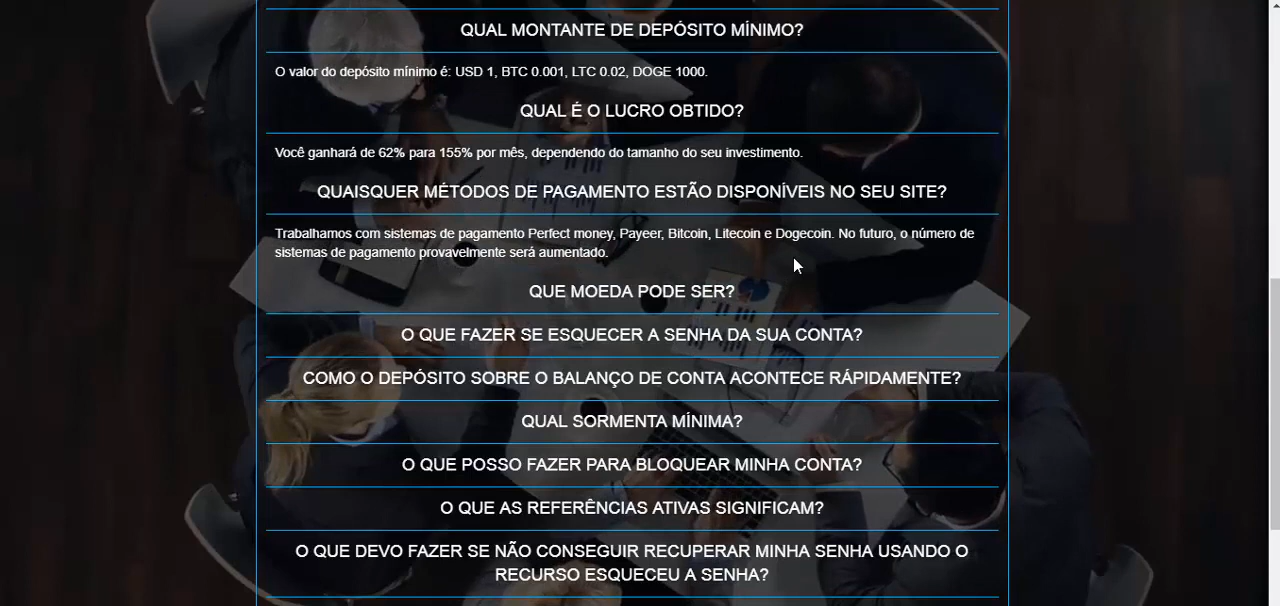 QUAL MONTANTE DE DEPÓSITO MÍNIMO?
O valor do depósito mínimo é: USD 1, BTC 0.001, LTC 0.02, DOGE 1000.
QUAL É O LUCRO OBTIDO?
Você ganhará de 62% para 155% por mês, dependendo do tamanho do seu investimento.
QUAISQUER MÉTODOS DE PAGAMENTO ESTÃO DISPONÍVEIS NO SEU SITE?
Trabalhamos com sistemas de pagamento Perfect money, Payeer, Bitcoin, Litecoin e Dogecoin. No futuro, o número de
sistemas de pagamento provavelmente será aumentado.
QUE MOEDA PODE SER?
O QUE FAZER SE ESQUECER A SENHA DA SUA CONTA?
COMO O DEPÓSITO SOBRE O BALANÇO DE CONTA ACONTECE RÁPIDAMENTE?
QUAL SORMENTA MÍNIMA?
O QUE POSSO FAZER PARA BLOQUEAR MINHA CONTA?
O QUE AS REFERÊNCIAS ATIVAS SIGNIFICAM?
O QUE DEVO FAZER SE NÃO CONSEGUIR RECUPERAR MINHA SENHA USANDO O
RECURSO ESQUECEU A SENHA?